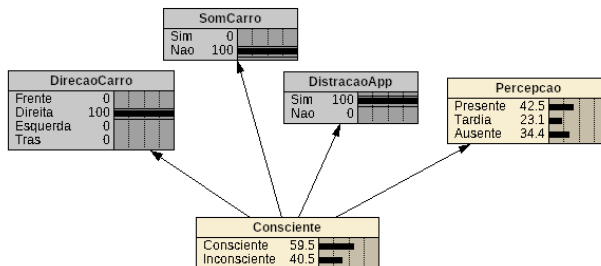 SomCarro
Sim 0
Nao 100
DirecaoCarro
Frente 0
Direita 100
Esquerda 0
Tras 0
DistracaoApp
Sim 100
Nao 0
Percepcao
Presente 42.5
Tardia 23.1
Ausente 34.4
Consciente
Consciente 59.5
Inconsciente 40.5